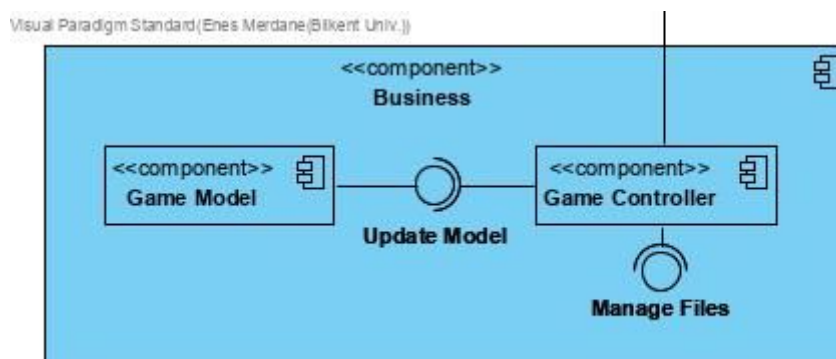 Visual Paradigm Standard(Enes Merdane(Bilkent Univ.))
<<component>>
Business
<<component>>
Game Model
Update Model
<<component>>
Game Controller
Manage Files